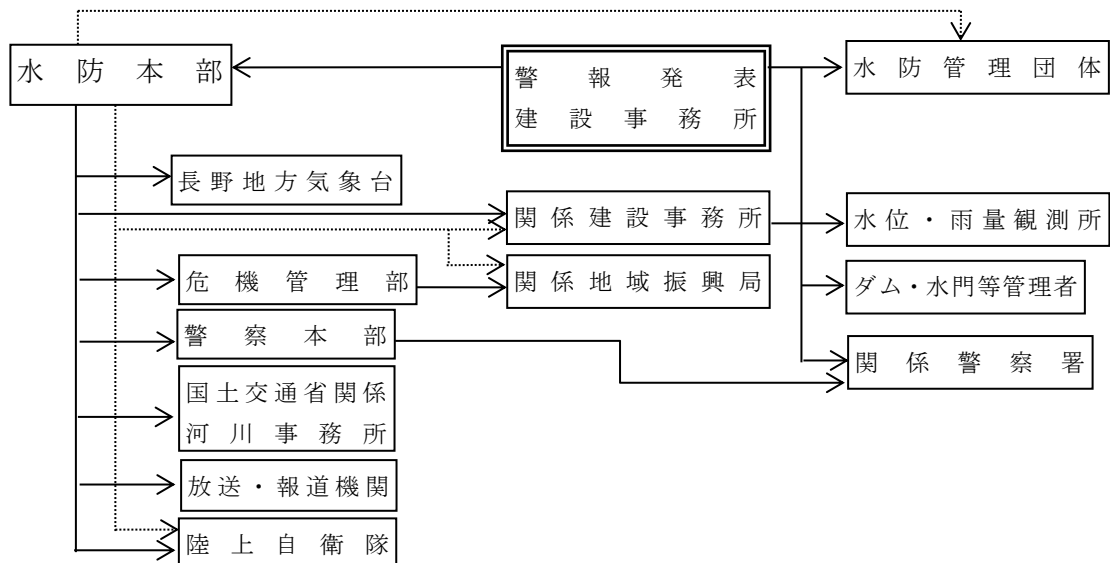 水防本部
警報発表
建設事務所
水防管理団体
長野地方気象台
関係建設事務所
水位・雨量観測所
危機管理部
関係地域振興局
ダム・水門等管理者
警察本部
関係警察署
国土交通省関係
河川事務所
放送・報道機関
陸上自衛隊